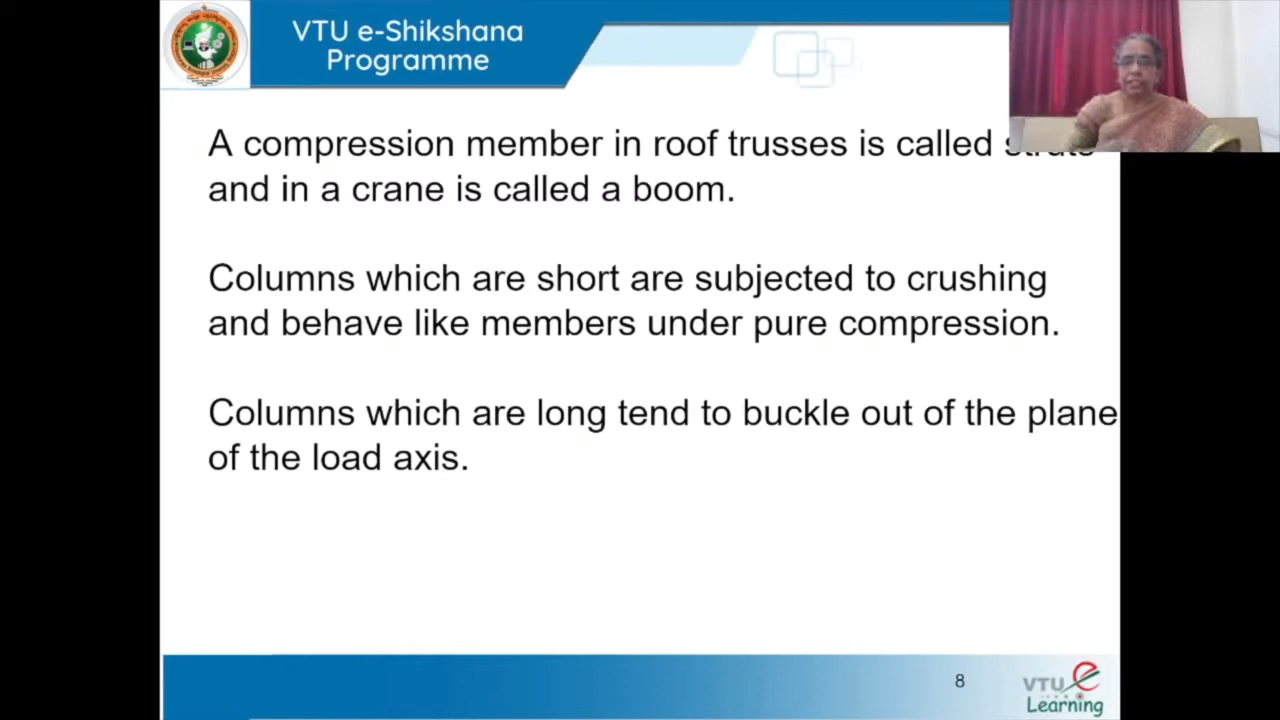 VTU e-Shikshana
Programme
A compression member in roof trusses is called
and in a crane is called a boom.
Columns which are short are subjected to crushing
and behave like members under pure compression.
Columns which are long tend to buckle out of the plane
of the load axis.
8
VTU e
Learning